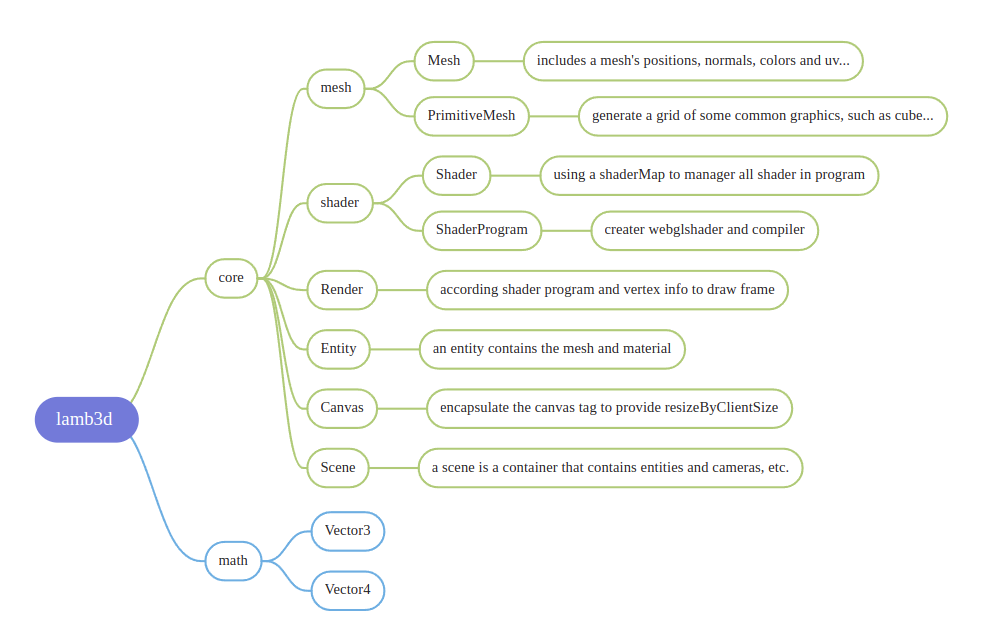 Mesh
includes a mesh's positions, normals, colors and uv...
mesh
PrimitiveMesh
generate a grid of some common graphics, such as cube...
Shader
using a shaderMap to manager all shader in program
shader
ShaderProgram
creater webglshader and compiler
core
Render
according shader program and vertex info to draw frame
Entity
an entity contains the mesh and material
Canvas
encapsulate the canvas tag to provide resizeByClientSize
lamb3d
Scene
a scene is a container that contains entities and cameras, etc.
Vector3
math
Vector4